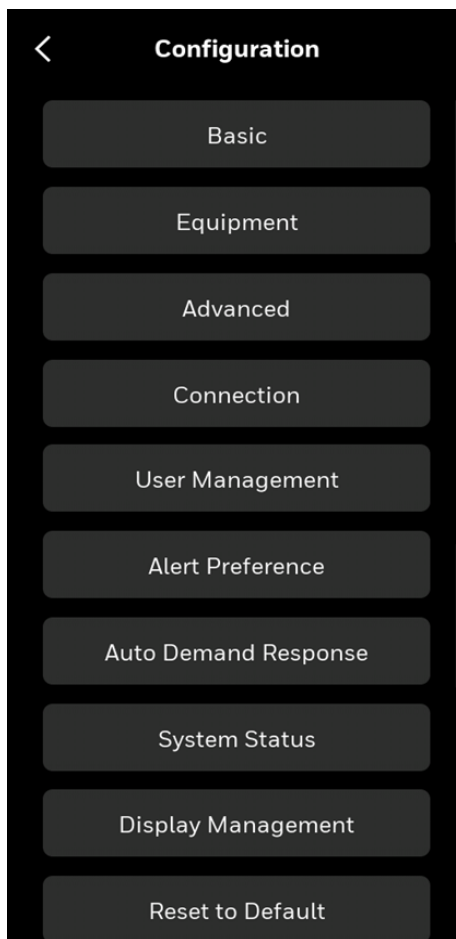 Configuration
Basic
Equipment
Advanced
Connection
User Management
Alert Preference
Auto Demand Response
System Status
Display Management
Reset to Default